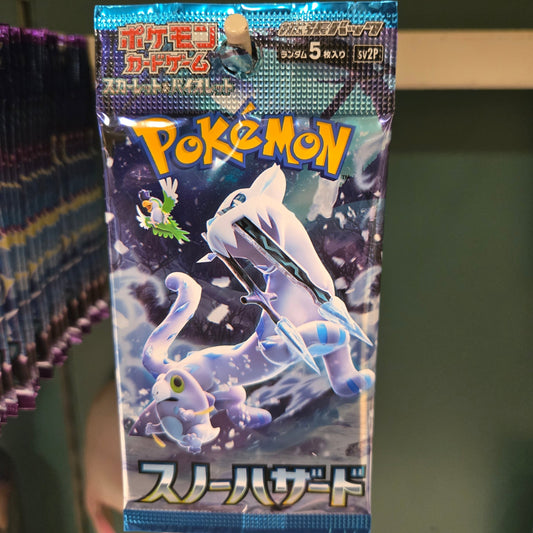 ポケモン
カードゲーム
スカーレット&バイオレット
拡張パック
ランダム5枚入り SV2P
POKÉMON
スノーハザード